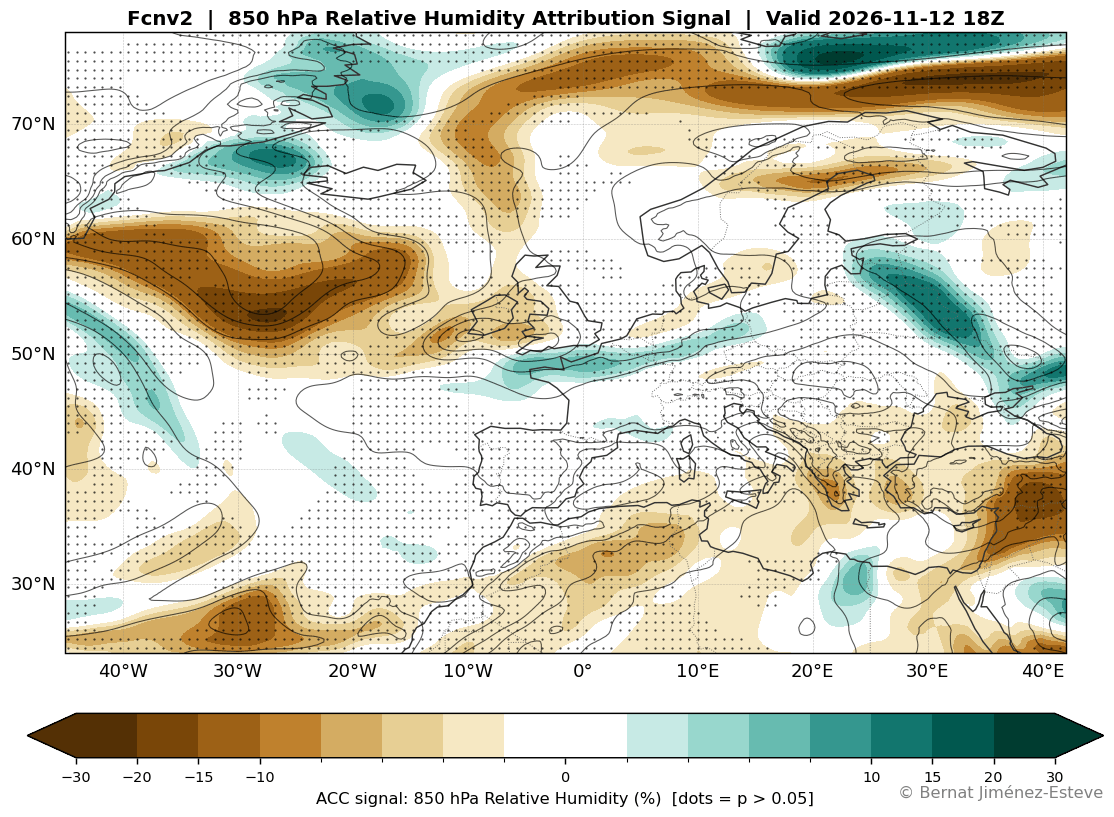 Fcnv2 | 850 hPa Relative Humidity Attribution Signal | Valid 2026-11-12 18Z
70°N
60°N
50°N
40°N
30°N
40°W 30°W 20°W 10°W 0° 10°E 20°E 30°E 40°E
−30 −20 −15 −10 0 10 15 20 30
ACC signal: 850 hPa Relative Humidity (%) [dots = p > 0.05]
© Bernat Jiménez-Esteve